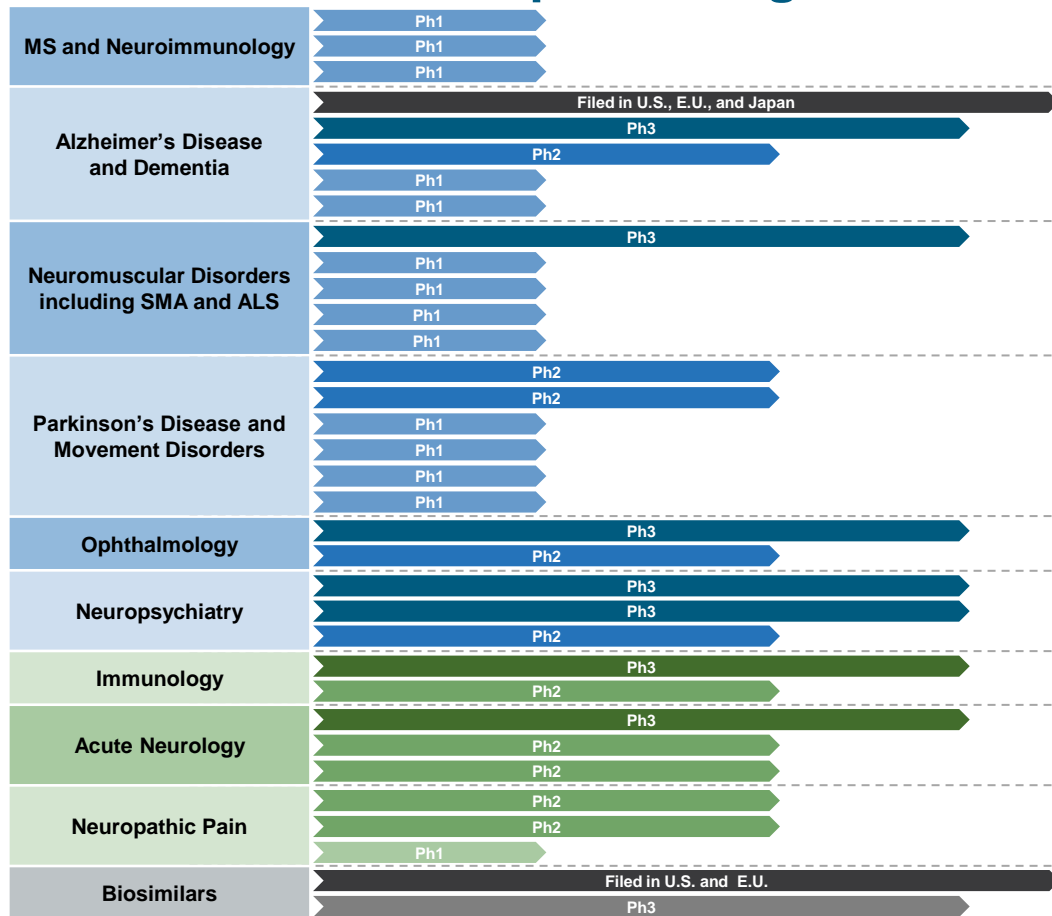 MS and Neuroimmunology
Ph1
Ph1
Ph1
Alzheimer's Disease
and Dementia
Filed in U.S., E.U., and Japan
Ph3
Ph2
Ph1
Ph1
Neuromuscular Disorders
including SMA and ALS
Ph3
Ph1
Ph1
Ph1
Ph1
Parkinson's Disease and
Movement Disorders
Ph2
Ph2
Ph1
Ph1
Ph1
Ph1
Ophthalmology
Ph3
Ph2
Neuropsychiatry
Ph3
Ph3
Ph2
Immunology
Ph3
Ph2
Acute Neurology
Ph3
Ph2
Ph2
Neuropathic Pain
Ph2
Ph2
Ph1
Biosimilars
Filed in U.S. and E.U.
Ph3